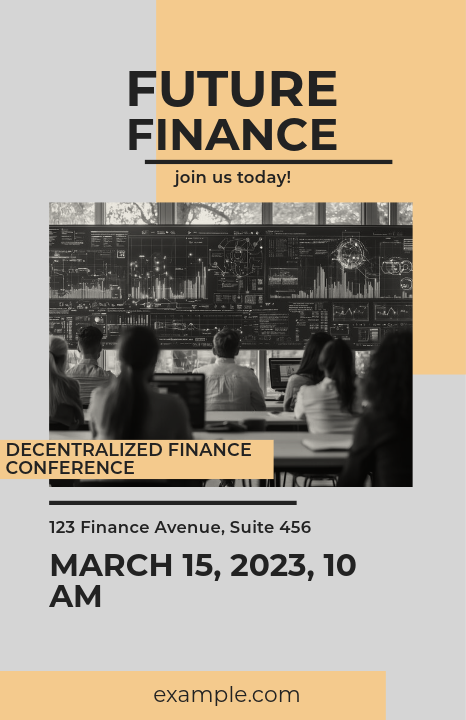 FUTURE
FINANCE
join us today!
DECENTRALIZED FINANCE
CONFERENCE
123 Finance Avenue, Suite 456
MARCH 15, 2023, 10
AM
example.com